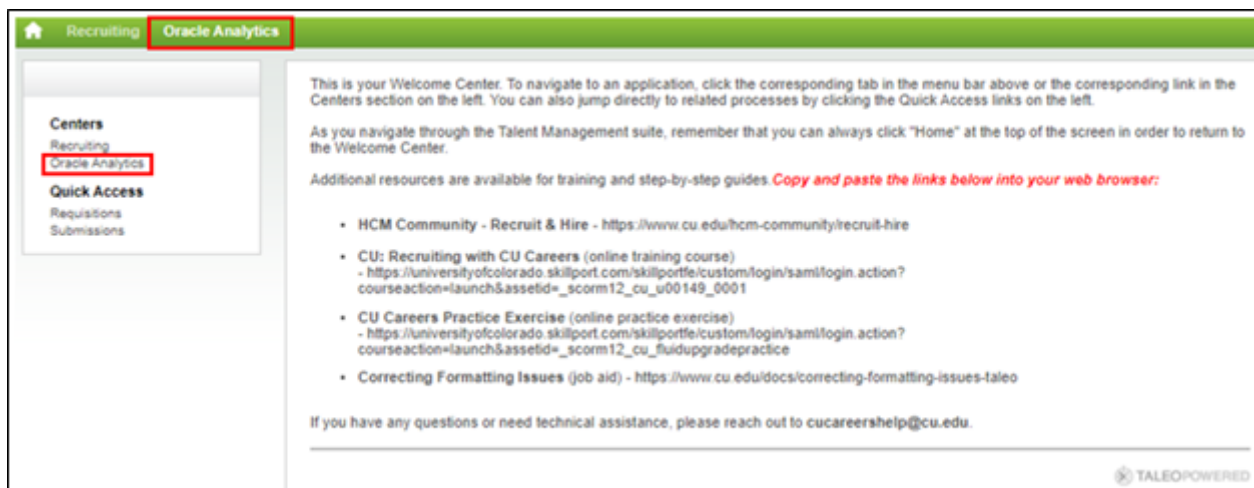 Recruiting Oracle Analytics
Centers
Recruiting
Oracle Analytics
Quick Access
Requisitions
Submissions
This is your Welcome Center. To navigate to an application, click the corresponding tab in the menu bar above or the corresponding link in the
Centers section on the left. You can also jump directly to related processes by clicking the Quick Access links on the left.
As you navigate through the Talent Management suite, remember that you can always click "Home" at the top of the screen in order to return to
the Welcome Center.
Additional resources are available for training and step-by-step guides.Copy and paste the links below into your web browser:
• HCM Community - Recruit & Hire - https://www.cu.edu/hcm-community/recruit-hire
• CU: Recruiting with CU Careers (online training course)
- https://universityofcolorado.skillport.com/skillportfe/custom/login/saml/login.action?
courseaction=launch&assetid=_scorm12_cu_u00149_0001
• CU Careers Practice Exercise (online practice exercise)
- https://universityofcolorado.skillport.com/skillportfe/custom/login/saml/login.action?
courseaction=launch&assetid=_scorm12_cu_fluidupgradepractice
• Correcting Formatting Issues (job aid) - https://www.cu.edu/docs/correcting-formatting-issues-taleo
If you have any questions or need technical assistance, please reach out to cucareershelp@cu.edu.
TALEOPOWERED